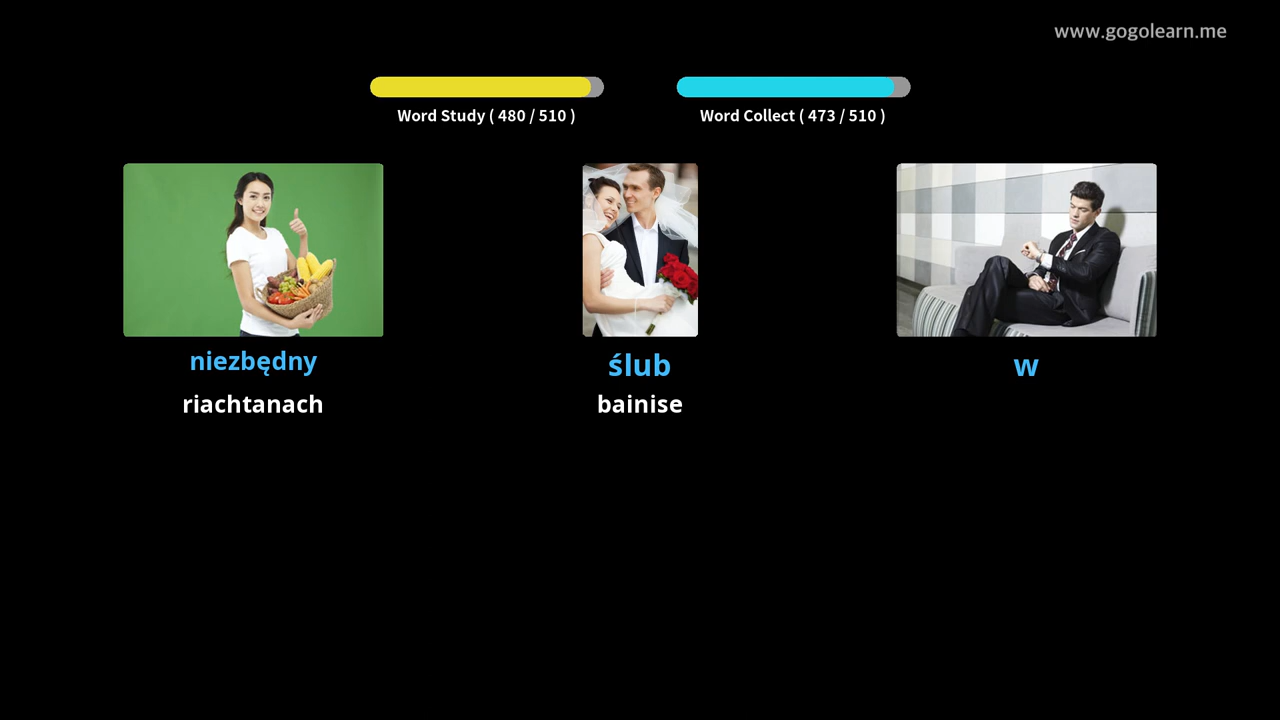 www.gogolearn.me
Word Study ( 480 / 510 )
Word Collect ( 473 / 510 )
niezbędny
riachtanach
ślub
bainise
w